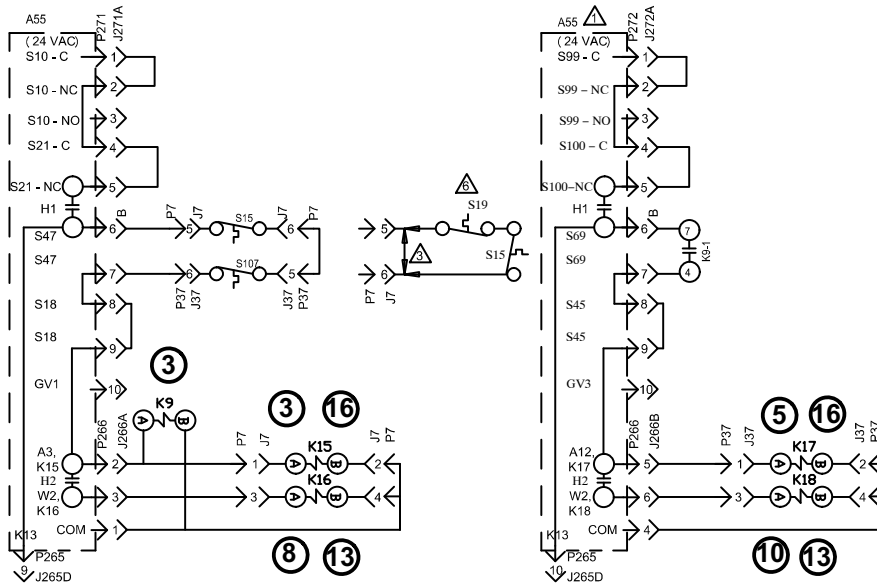 A55
P271
J271A
( 24 VAC)
S10 - C
1
S10 - NC
2
S10 - NO
3
S21 - C
4
S21 - NC
5
H1
6
B
S47
S47
7
S18
8
S18
9
GV1
10
P7
5
J7
S15
J7
6
P7
P37
6
J37
S107
J37
5
P37
5
6
P7
J7
3
6
S19
S15
3
K9
A
B
P266
J266A
A3,
K15
2
H2
W2,
K16
3
COM
1
K13
P265
9
J265D
P7
J7
1
3
3
16
K15
A
B
K16
A
B
J7
P7
2
4
8
13
A55
1
P272
J272A
( 24 VAC)
S99 - C
1
S99 - NC
2
S99 - NO
3
S100 - C
4
S100-NC
5
H1
6
B
S69
S69
7
7
4
K9-1
S45
8
S45
9
GV3
10
P266
J266B
A12,
K17
5
H2
W2,
K18
6
COM
4
K13
P265
10
J265D
P37
J37
1
3
5
16
K17
A
B
K18
A
B
J37
P37
2
4
10
13